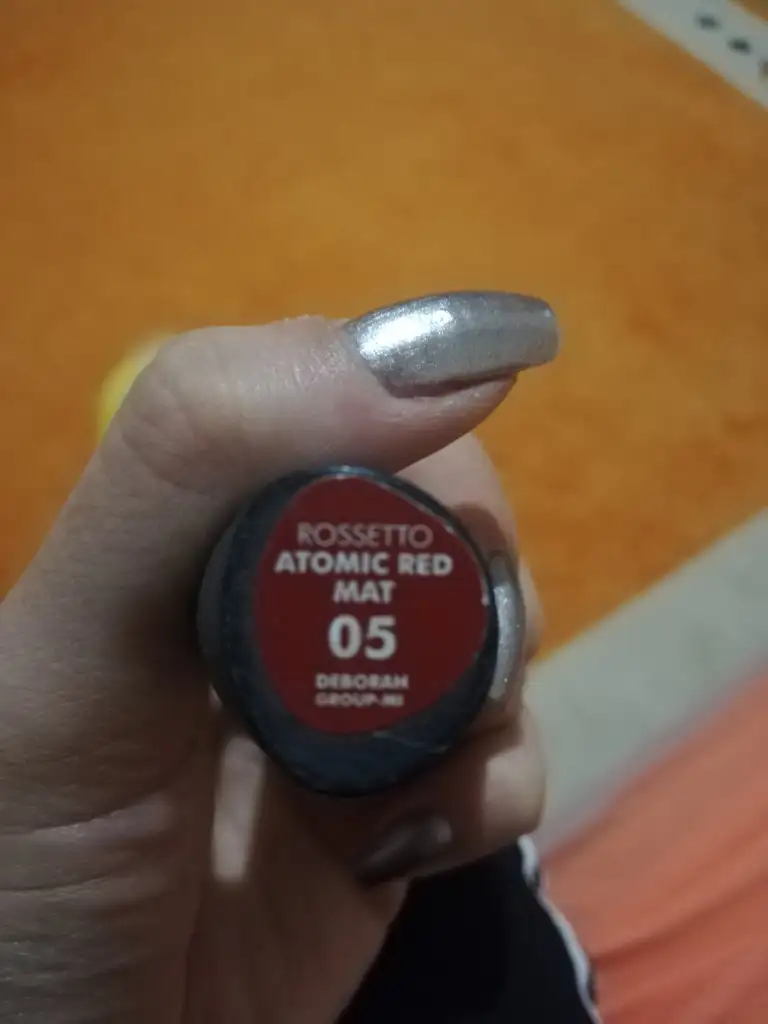 ROSSETTO
ATOMIC RED
MAT
05
DEBORAH
GROUP-MI